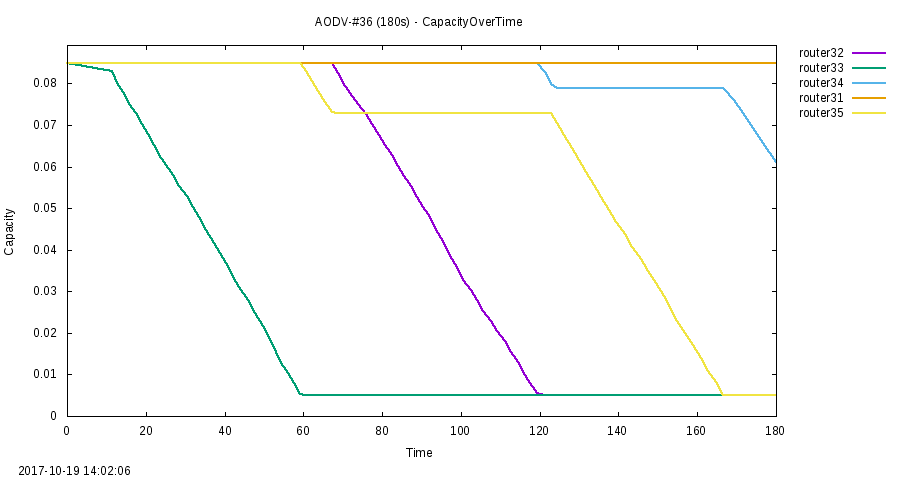 AODV-#36 (180s) - CapacityOverTime
router32
router33
router34
router31
router35
0.08
0.07
0.06
0.05
0.04
0.03
0.02
0.01
0
Capacity
0 20 40 60 80 100 120 140 160 180
Time
2017-10-19 14:02:06